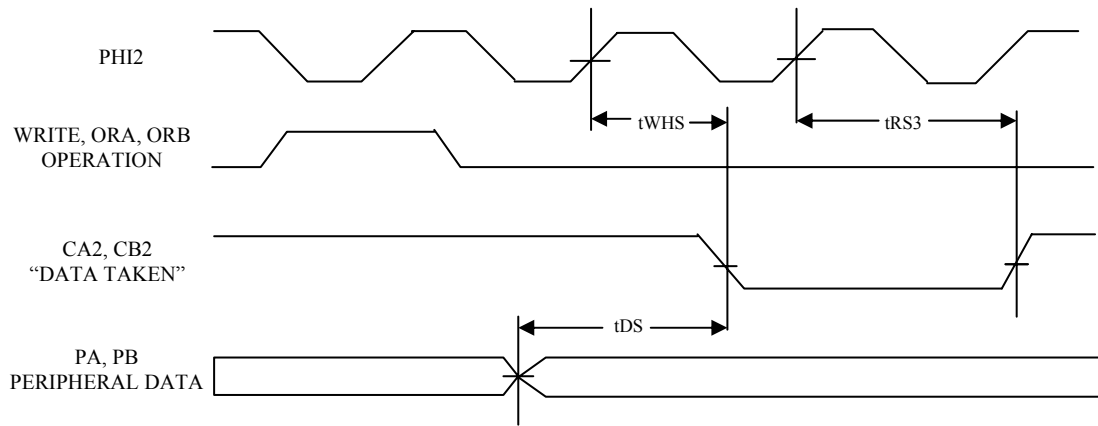 PHI2
tWHS
tRS3
WRITE, ORA, ORB
OPERATION
CA2, CB2
“DATA TAKEN”
tDS
PA, PB
PERIPHERAL DATA